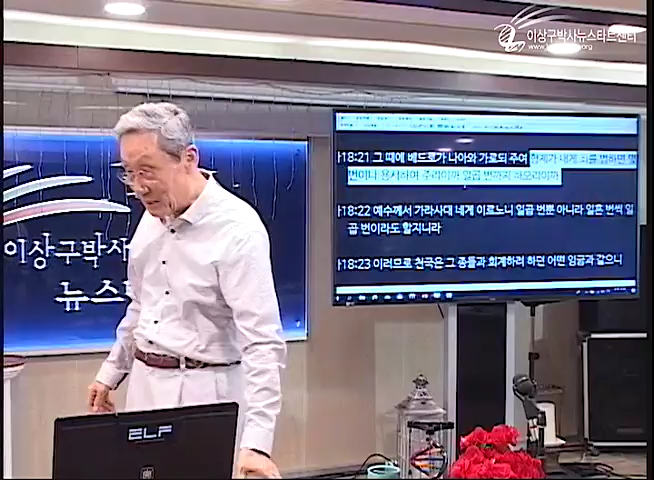 이상구박사뉴스타트센터
18:21 그 때에 베드로가 나아와 가로되 주여 형제가 내게 죄를 범하면 몇
번이나 용서하여 주리이까 일곱 번까지 하오리이까
18:22 예수께서 가라사대 네게 이르노니 일곱 번뿐 아니라 일흔 번씩 일
곱 번이라도 할지니라
18:23 이러므로 천국은 그 종들과 회계하려 하던 어떤 임금과 같으니
이상구박사
뉴스
ELF